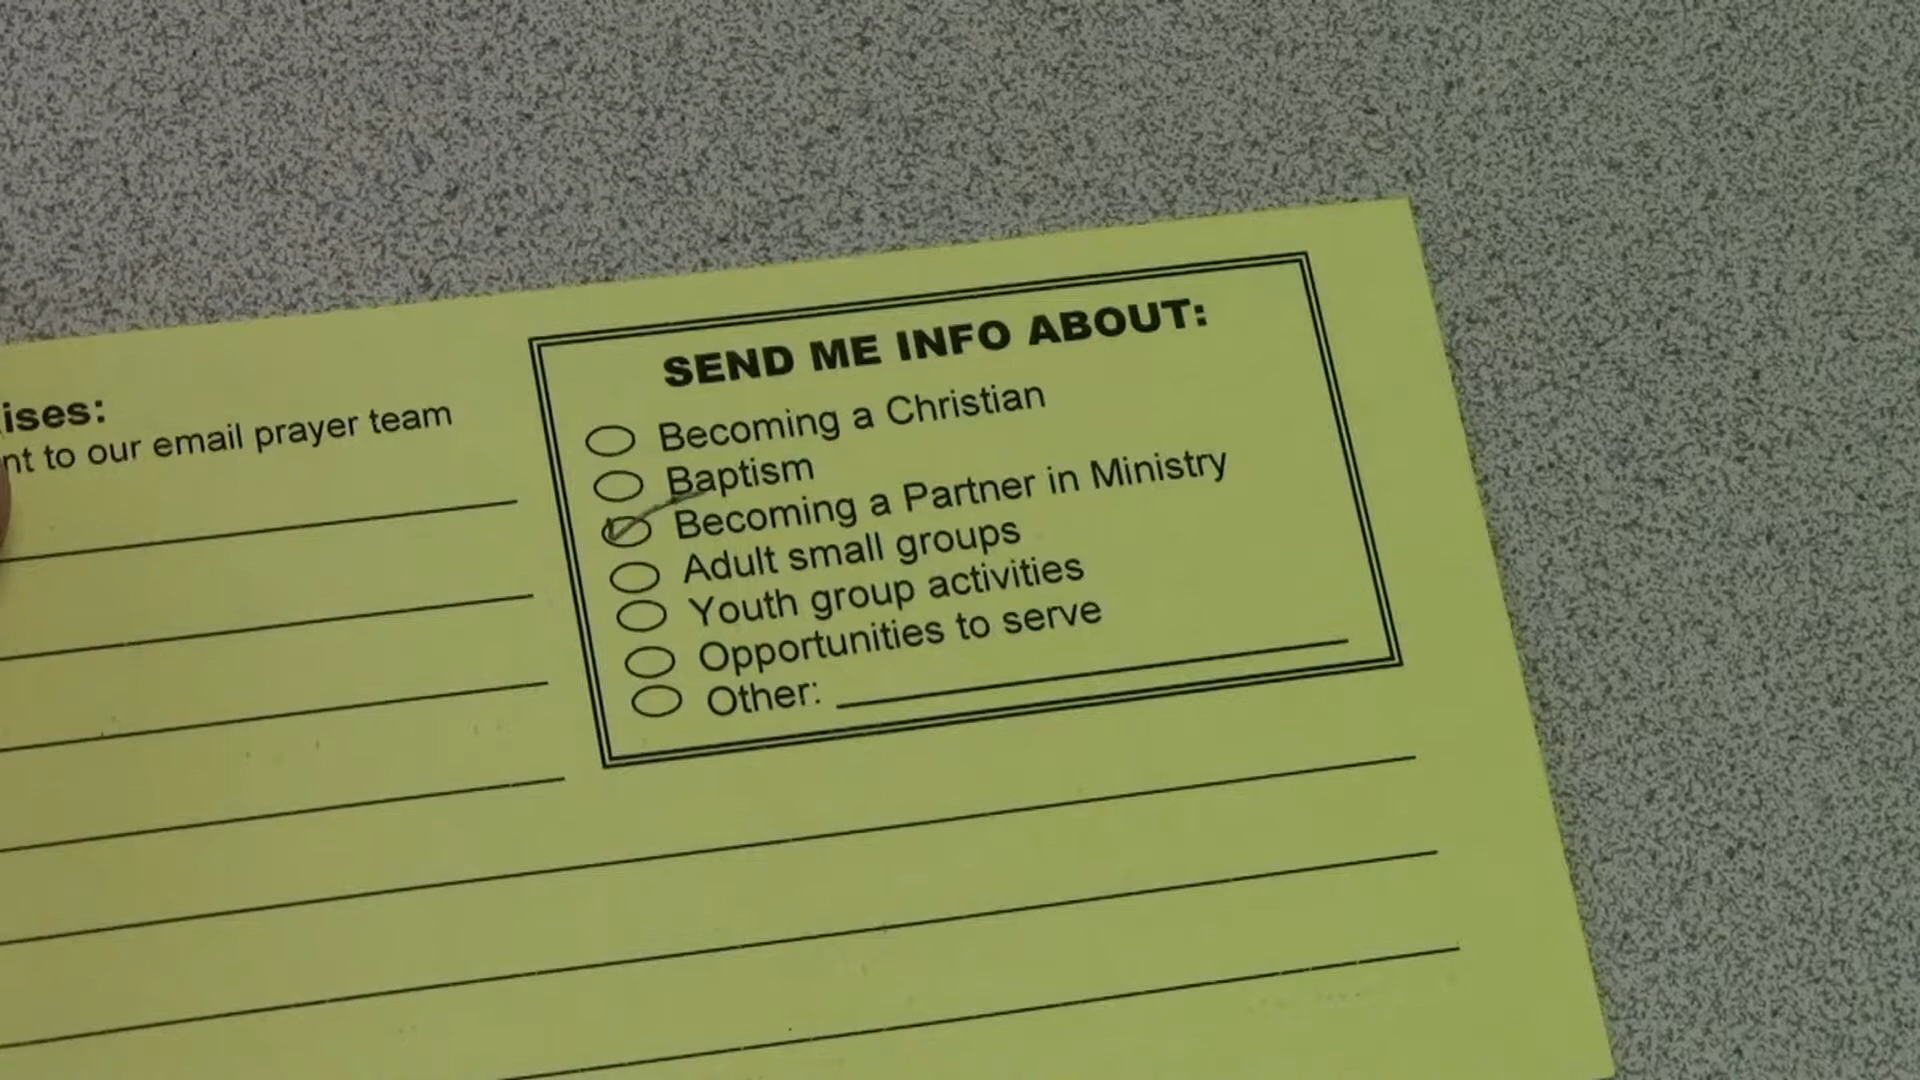 ises:
nt to our email prayer team
SEND ME INFO ABOUT:
Becoming a Christian
Baptism
Becoming a Partner in Ministry
Adult small groups
Youth group activities
Opportunities to serve
Other: